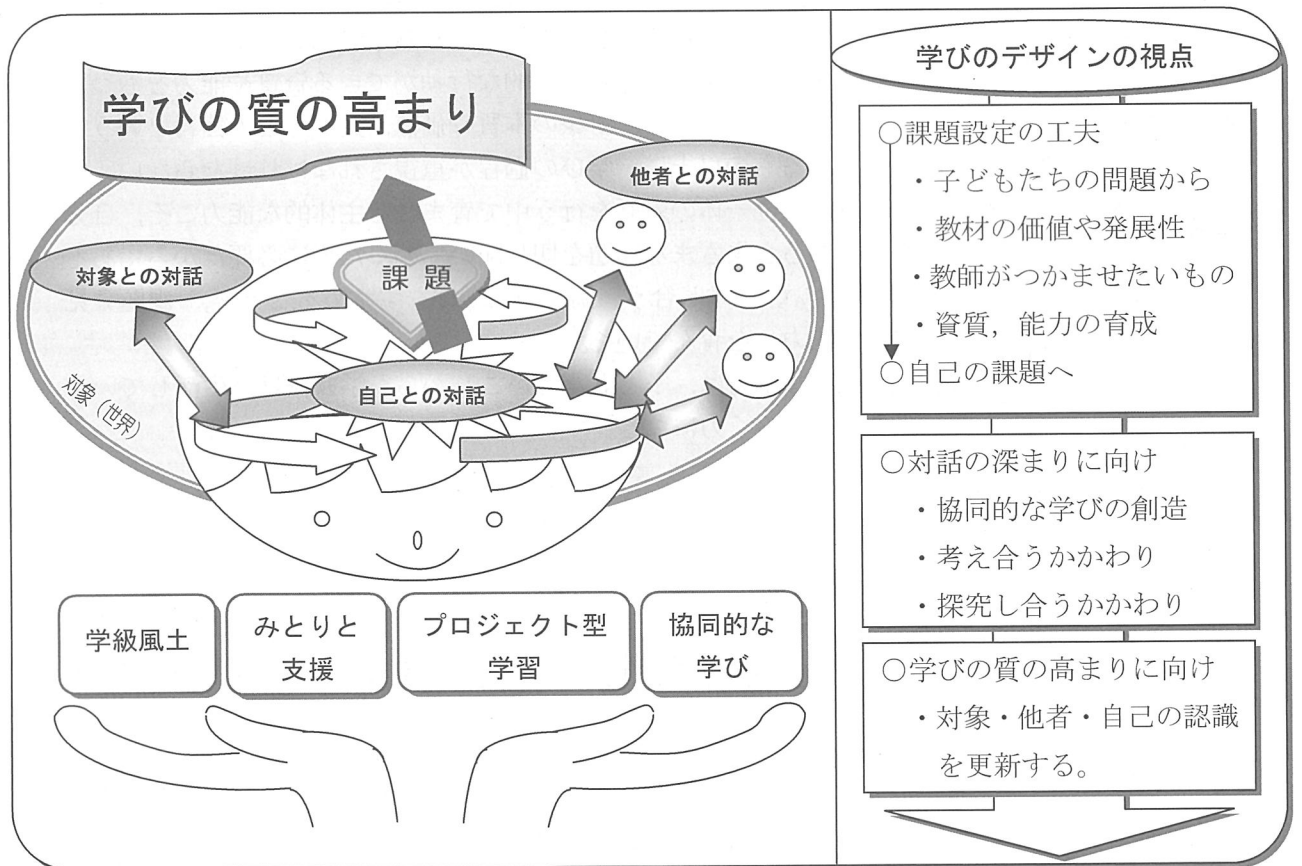 学びの質の高まり
他者との対話
対象との対話
課 題
自己との対話
対象（世界）
学級風土
みとりと
支援
プロジェクト型
学習
協同的な
学び
学びのデザインの視点
○課題設定の工夫
・子どもたちの問題から
・教材の価値や発展性
・教師がつかませたいもの
・資質，能力の育成
○自己の課題へ
○対話の深まりに向け
・協同的な学びの創造
・考え合うかかわり
・探究し合うかかわり
○学びの質の高まりに向け
・対象・他者・自己の認識
を更新する。